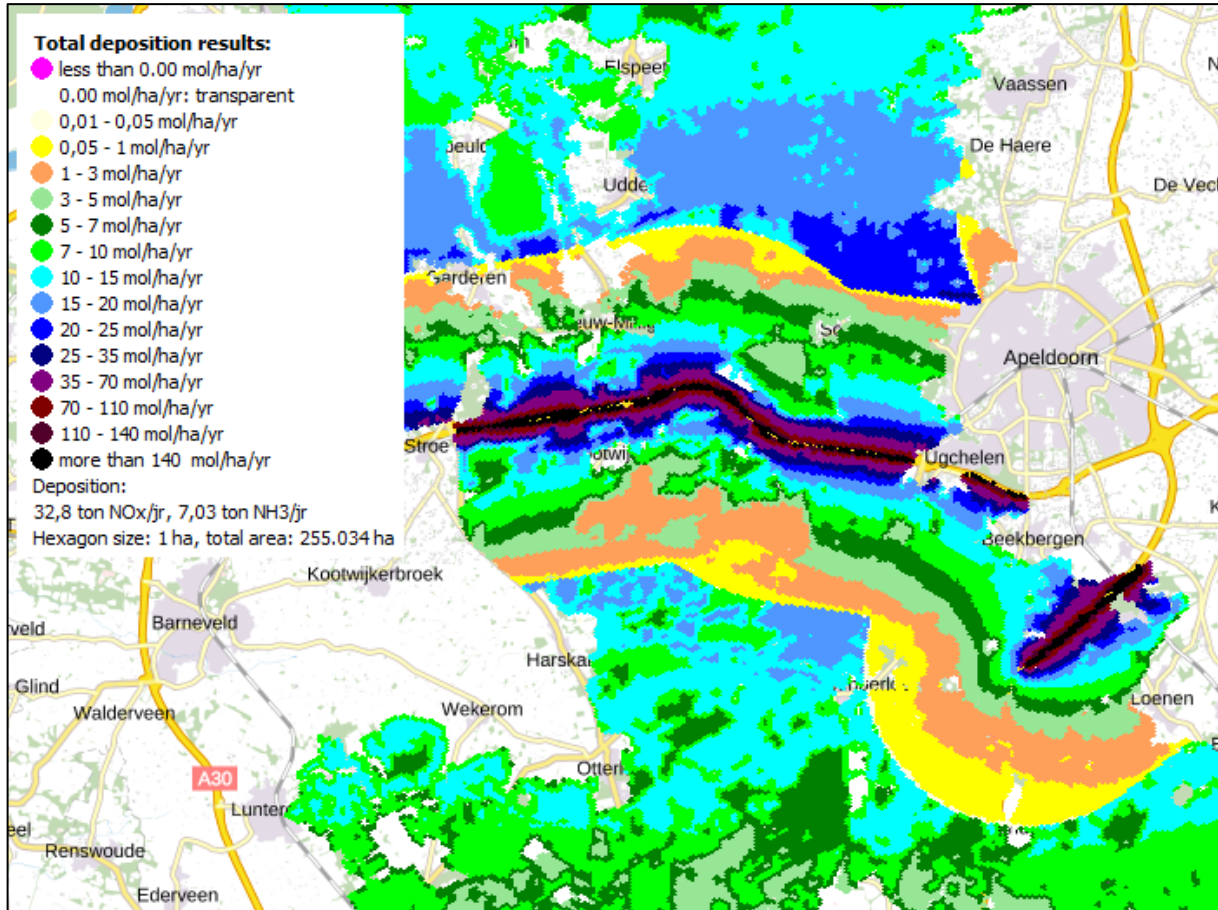 Total deposition results:
less than 0.00 mol/ha/yr
0.00 mol/ha/yr: transparent
0,01 - 0,05 mol/ha/yr
0,05 - 1 mol/ha/yr
1 - 3 mol/ha/yr
3 - 5 mol/ha/yr
5 - 7 mol/ha/yr
7 - 10 mol/ha/yr
10 - 15 mol/ha/yr
15 - 20 mol/ha/yr
20 - 25 mol/ha/yr
25 - 35 mol/ha/yr
35 - 70 mol/ha/yr
70 - 110 mol/ha/yr
110 - 140 mol/ha/yr
more than 140 mol/ha/yr
Deposition:
32,8 ton NOx/jr, 7,03 ton NH3/jr
Hexagon size: 1 ha, total area: 255.034 ha
Elspeet
Vaassen
De Haere
De Vech
Udde
Garderen
Apeldoorn
Stroe
Ugchelen
Beekbergen
Kootwijkerbroek
Barneveld
Harskar
Glind
Walderveen
Wekerom
Loenen
Otterl
A30
Lunter
Renswoude
Ederveen